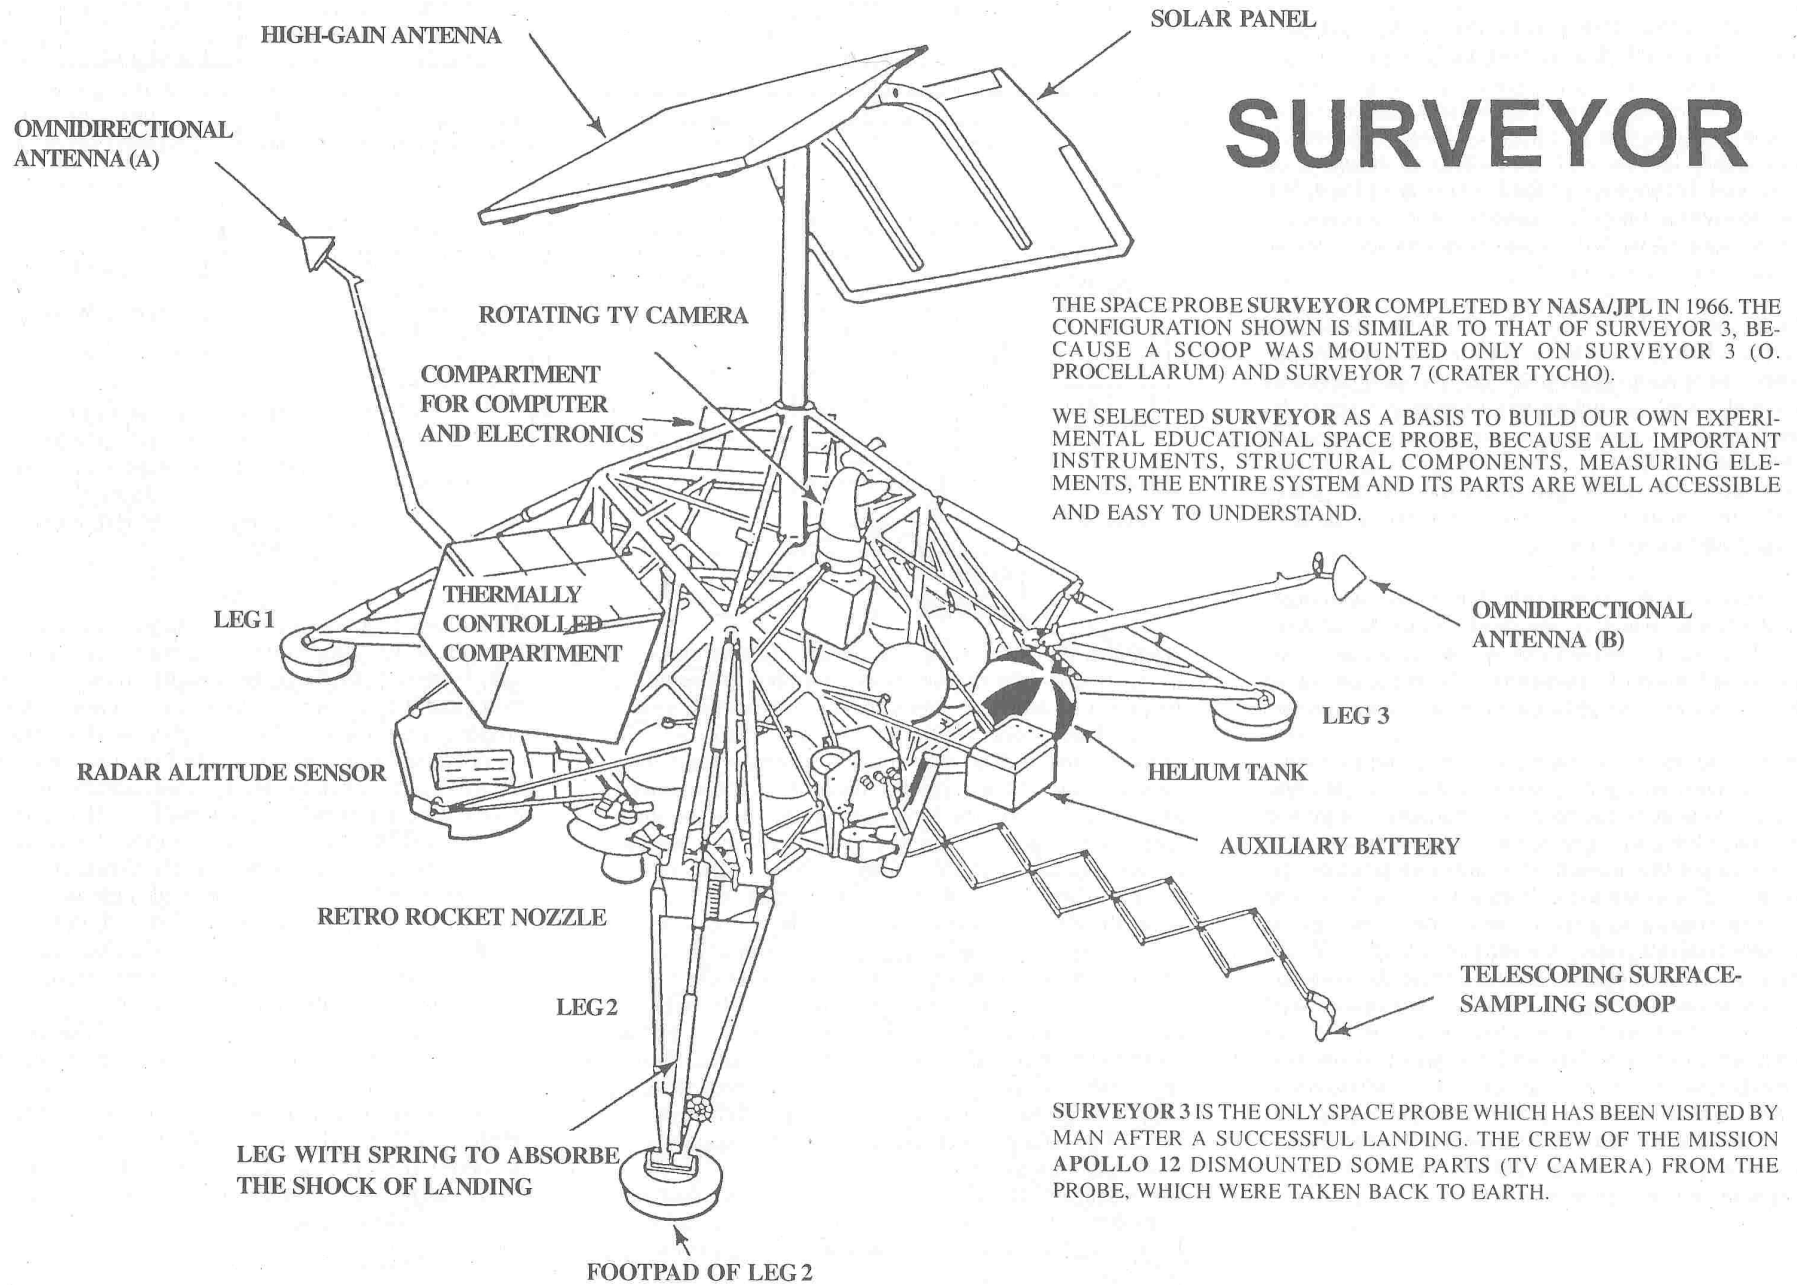 HIGH-GAIN ANTENNA
SOLAR PANEL
SURVEYOR
OMNIDIRECTIONAL
ANTENNA (A)
ROTATING TV CAMERA
COMPARTMENT
FOR COMPUTER
AND ELECTRONICS
THE SPACE PROBE SURVEYOR COMPLETED BY NASA/JPL IN 1966. THE
CONFIGURATION SHOWN IS SIMILAR TO THAT OF SURVEYOR 3, BE-
CAUSE A SCOOP WAS MOUNTED ONLY ON SURVEYOR 3 (O.
PROCELLARUM) AND SURVEYOR 7 (CRATER TYCHO).
WE SELECTED SURVEYOR AS A BASIS TO BUILD OUR OWN EXPERI-
MENTAL EDUCATIONAL SPACE PROBE, BECAUSE ALL IMPORTANT
INSTRUMENTS, STRUCTURAL COMPONENTS, MEASURING ELE-
MENTS, THE ENTIRE SYSTEM AND ITS PARTS ARE WELL ACCESSIBLE
AND EASY TO UNDERSTAND.
LEG 1
THERMALLY
CONTROLLED
COMPARTMENT
OMNIDIRECTIONAL
ANTENNA (B)
LEG 3
RADAR ALTITUDE SENSOR
HELIUM TANK
AUXILIARY BATTERY
RETRO ROCKET NOZZLE
LEG 2
TELESCOPING SURFACE-
SAMPLING SCOOP
LEG WITH SPRING TO ABSORBE
THE SHOCK OF LANDING
SURVEYOR 3 IS THE ONLY SPACE PROBE WHICH HAS BEEN VISITED BY
MAN AFTER A SUCCESSFUL LANDING. THE CREW OF THE MISSION
APOLLO 12 DISMOUNTED SOME PARTS (TV CAMERA) FROM THE
PROBE, WHICH WERE TAKEN BACK TO EARTH.
FOOTPAD OF LEG 2